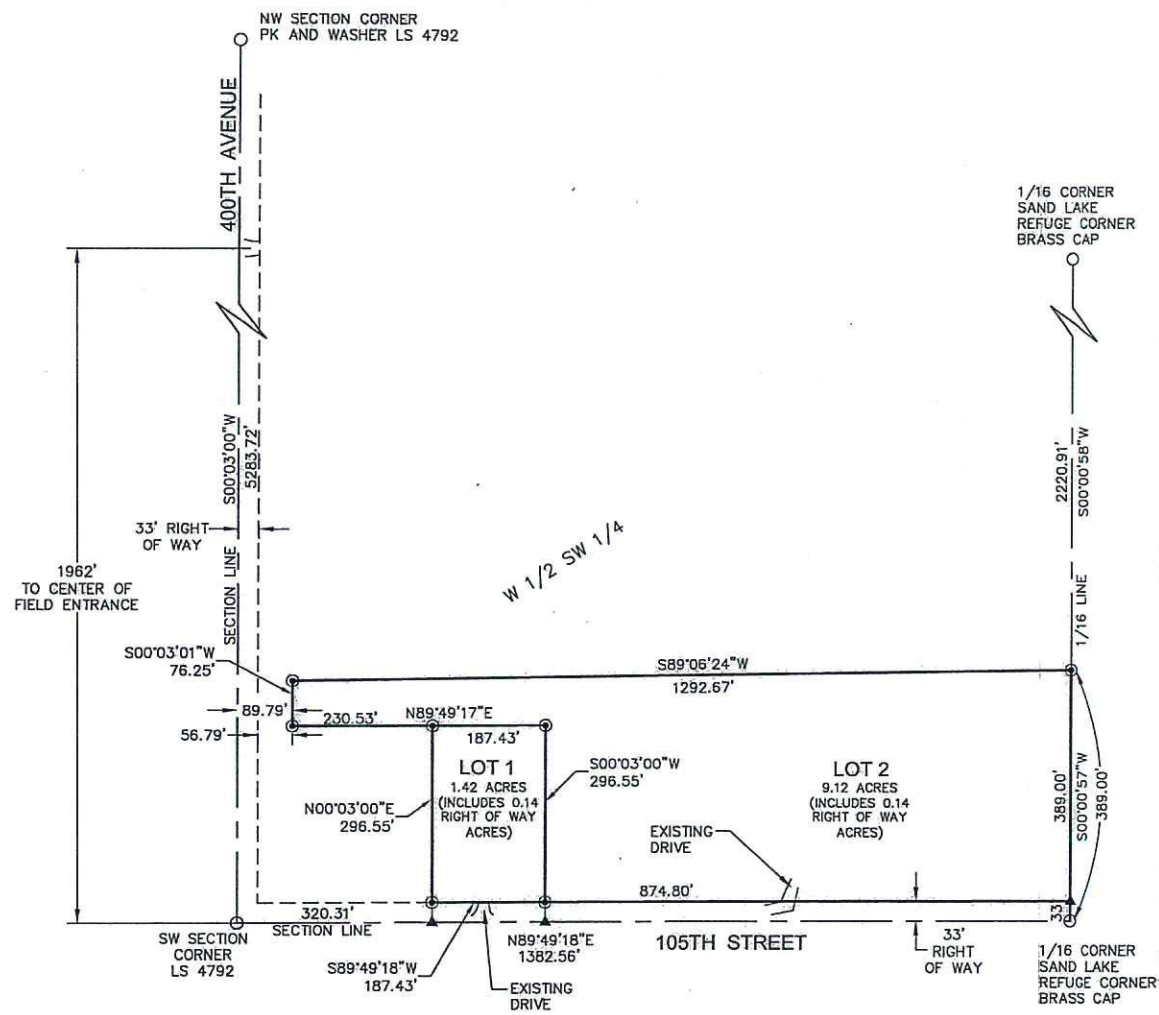 NW SECTION CORNER
PK AND WASHER LS 4792
400TH AVENUE
1/16 CORNER
SAND LAKE
REFUGE CORNER
BRASS CAP
S00°03'00"W
5283.72'
2220.91'
S00°00'58"W
33' RIGHT
OF WAY
1962'
TO CENTER OF
FIELD ENTRANCE
W 1/2 SW 1/4
SECTION LINE
1/16 LINE
S00°03'01"W
76.25'
S89°06'24"W
1292.67'
89.79'
230.53'
N89°49'17"E
56.79'
187.43'
LOT 1
1.42 ACRES
(INCLUDES 0.14
RIGHT OF WAY
ACRES)
N00°03'00"E
296.55'
S00°03'00"W
296.55'
LOT 2
9.12 ACRES
(INCLUDES 0.14
RIGHT OF WAY
ACRES)
389.00'
S00°00'57"W
389.00'
EXISTING
DRIVE
874.80'
320.31'
SECTION LINE
33'
SW SECTION
CORNER
LS 4792
N89°49'18"E
1382.56'
105TH STREET
33'
RIGHT
OF WAY
S89°49'18"W
187.43'
EXISTING
DRIVE
1/16 CORNER
SAND LAKE
REFUGE CORNER
BRASS CAP